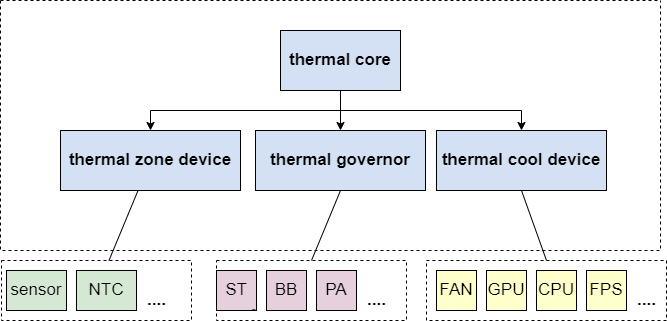 thermal core
thermal zone device
thermal governor
thermal cool device
sensor
NTC
....
ST
BB
PA
....
FAN
GPU
CPU
FPS
....